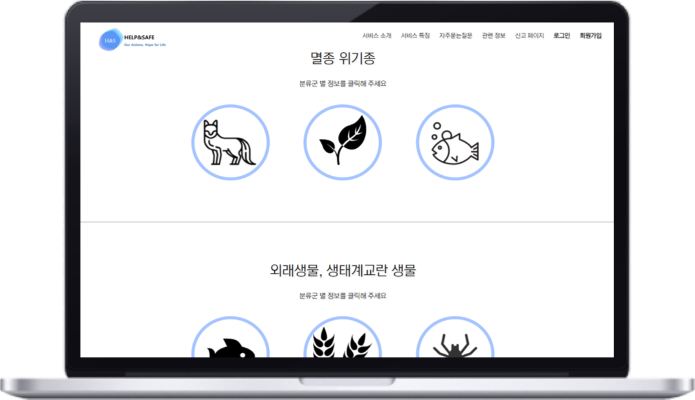 H&S
HELP&SAFE
Our Actions, Hope for Life
서비스 소개
서비스 특징
자주묻는질문
관련 정보
신고 페이지
로그인
회원가입
멸종 위기종
분류군 별 정보를 클릭해 주세요
외래생물, 생태계교란 생물
분류군 별 정보를 클릭해 주세요